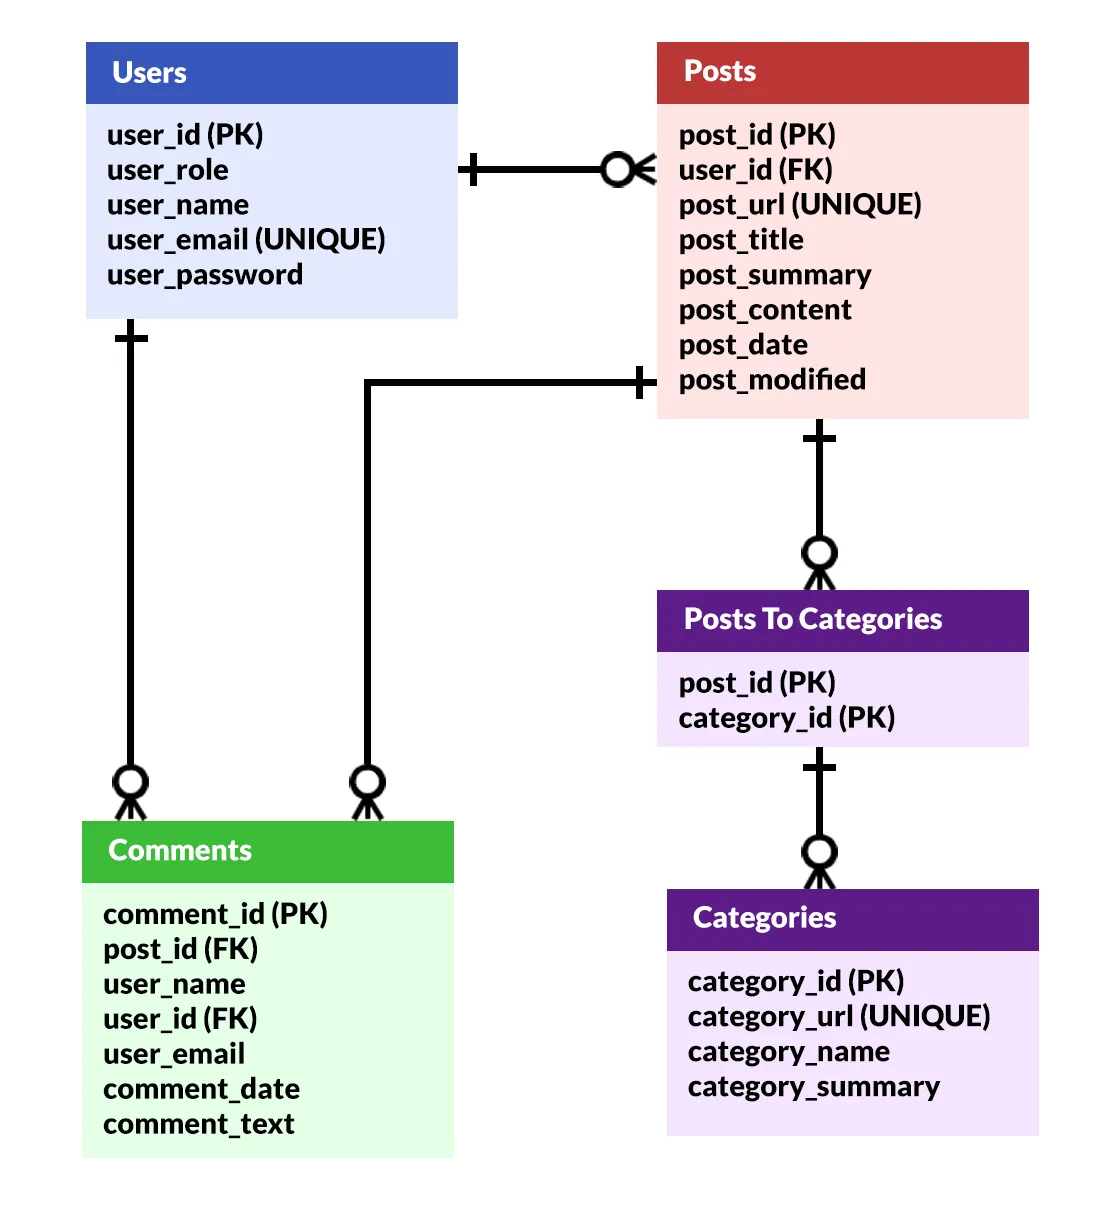 Users
user_id (PK)
user_role
user_name
user_email (UNIQUE)
user_password
Posts
post_id (PK)
user_id (FK)
post_url (UNIQUE)
post_title
post_summary
post_content
post_date
post_modified
Posts To Categories
post_id (PK)
category_id (PK)
Comments
comment_id (PK)
post_id (FK)
user_name
user_id (FK)
user_email
comment_date
comment_text
Categories
category_id (PK)
category_url (UNIQUE)
category_name
category_summary